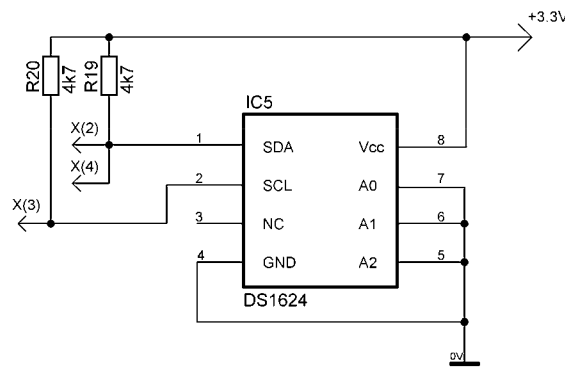 +3.3V
R20
4k7
R19
4k7
IC5
X(2)
1
SDA
Vcc
8
X(4)
2
SCL
A0
7
X(3)
3
NC
A1
6
4
GND
A2
5
DS1624
0V